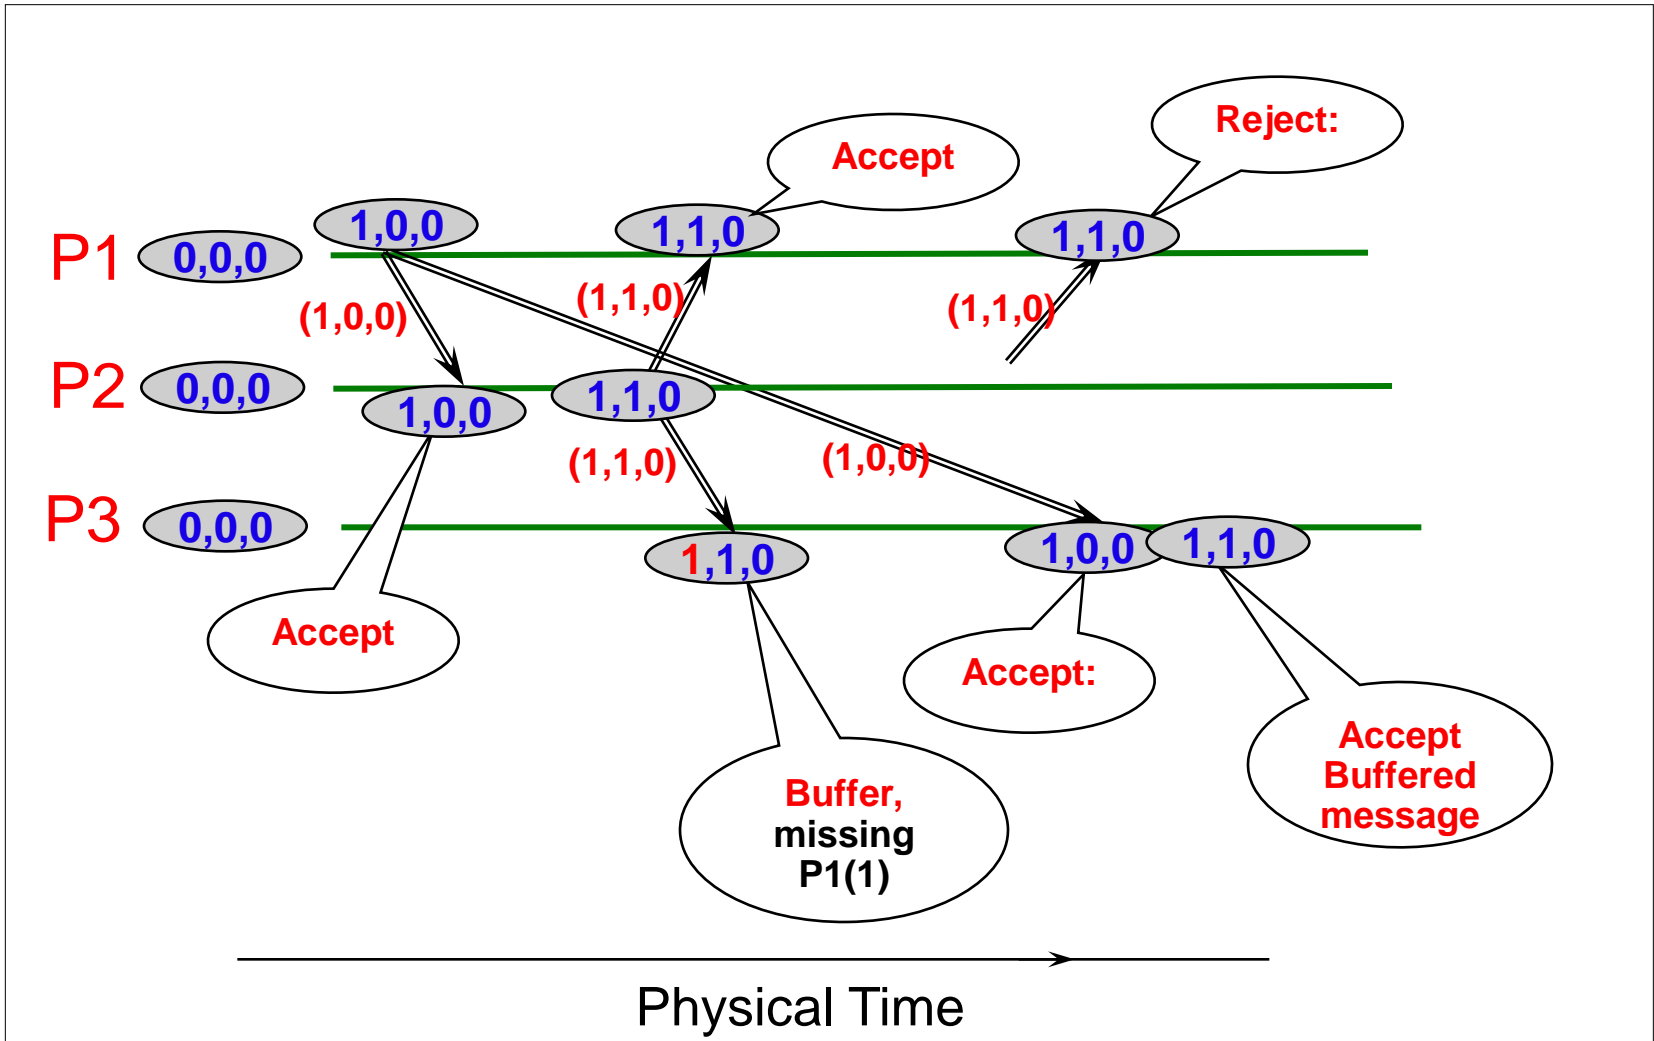 Reject:
Accept
P1
0,0,0
1,0,0
1,1,0
1,1,0
(1,0,0)
(1,1,0)
(1,1,0)
P2
0,0,0
1,0,0
1,1,0
(1,1,0)
(1,0,0)
P3
0,0,0
1,1,0
1,0,0
1,1,0
Accept
Accept:
Buffer,
missing
P1(1)
Accept
Buffered
message
Physical Time